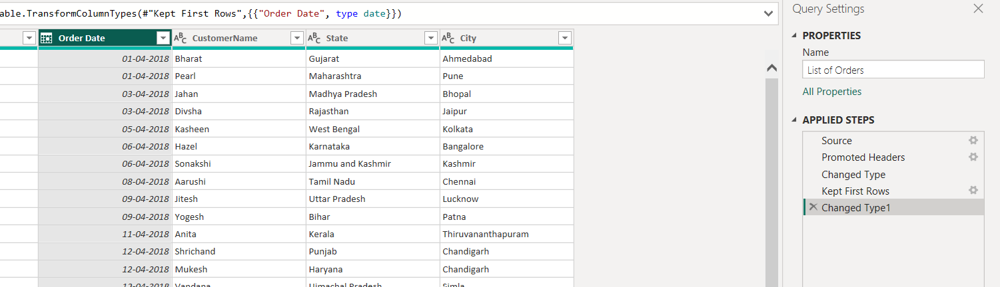 able.TransformColumnTypes(#"Kept First Rows",{{"Order Date", type date}})
Order Date ABC CustomerName ABC State ABC City
01-04-2018 Bharat Gujarat Ahmedabad
01-04-2018 Pearl Maharashtra Pune
03-04-2018 Jahan Madhya Pradesh Bhopal
03-04-2018 Divsha Rajasthan Jaipur
05-04-2018 Kasheen West Bengal Kolkata
06-04-2018 Hazel Karnataka Bangalore
06-04-2018 Sonakshi Jammu and Kashmir Kashmir
08-04-2018 Aarushi Tamil Nadu Chennai
09-04-2018 Jitesh Uttar Pradesh Lucknow
09-04-2018 Yogesh Bihar Patna
11-04-2018 Anita Kerala Thiruvananthapuram
12-04-2018 Shrichand Punjab Chandigarh
12-04-2018 Mukesh Haryana Chandigarh
Vandana Himachal Pradesh Simla
Query Settings
PROPERTIES
Name
List of Orders
All Properties
APPLIED STEPS
Source
Promoted Headers
Changed Type
Kept First Rows
Changed Type1